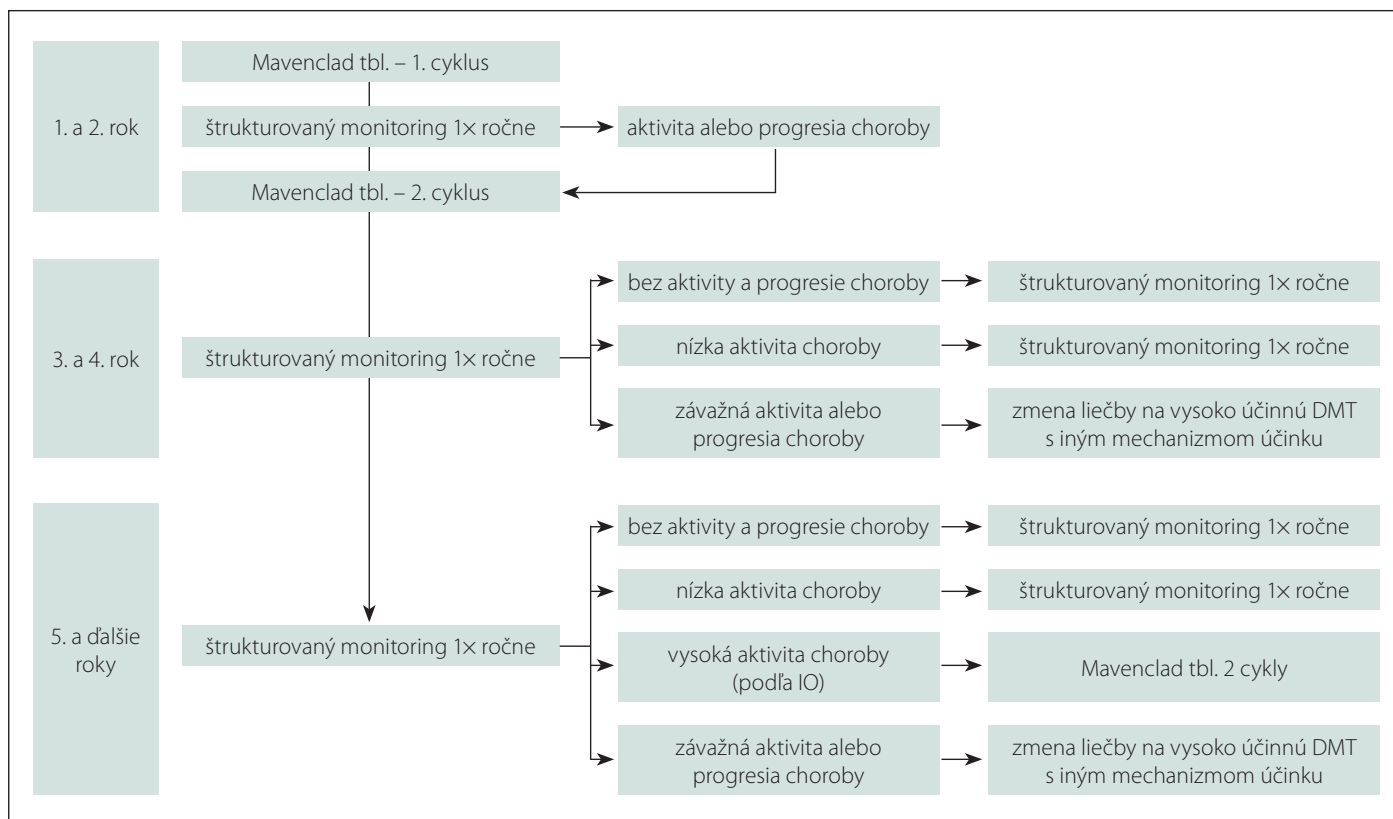 1. a 2. rok
Mavenclad tbl. – 1. cyklus
štrukturovaný monitoring 1× ročne
aktivita alebo progresia choroby
Mavenclad tbl. – 2. cyklus
3. a 4. rok
štrukturovaný monitoring 1× ročne
bez aktivity a progresie choroby
štrukturovaný monitoring 1× ročne
nízka aktivita choroby
štrukturovaný monitoring 1× ročne
závažná aktivita alebo
progresia choroby
zmena liečby na vysoko účinnú DMT
s iným mechanizmom účinku
5. a ďalšie
roky
štrukturovaný monitoring 1× ročne
bez aktivity a progresie choroby
štrukturovaný monitoring 1× ročne
nízka aktivita choroby
štrukturovaný monitoring 1× ročne
vysoká aktivita choroby
(podľa IO)
Mavenclad tbl. 2 cykly
závažná aktivita alebo
progresia choroby
zmena liečby na vysoko účinnú DMT
s iným mechanizmom účinku